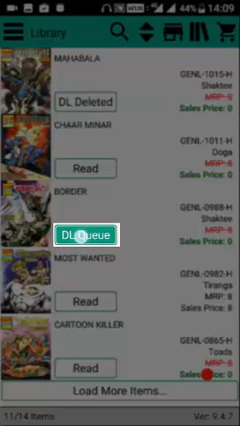 14:09
Library
MAHABALA
GENL-1015-H
Shaktee
MRP: 8
Sales Price: 0
DL Deleted
CHAAR MINAR
GENL-1011-H
Doga
MRP: 8
Sales Price: 0
Read
BORDER
GENL-0988-H
Shaktee
MRP: 8
Sales Price: 0
DL Queue
MOST WANTED
GENL-0982-H
Tiranga
MRP: 8
Sales Price: 0
Read
CARTOON KILLER
GENL-0865-H
Toads
MRP: 8
Sales Price: 0
Read
Load More Items...
11/14 Items
Ver: 9.4.7